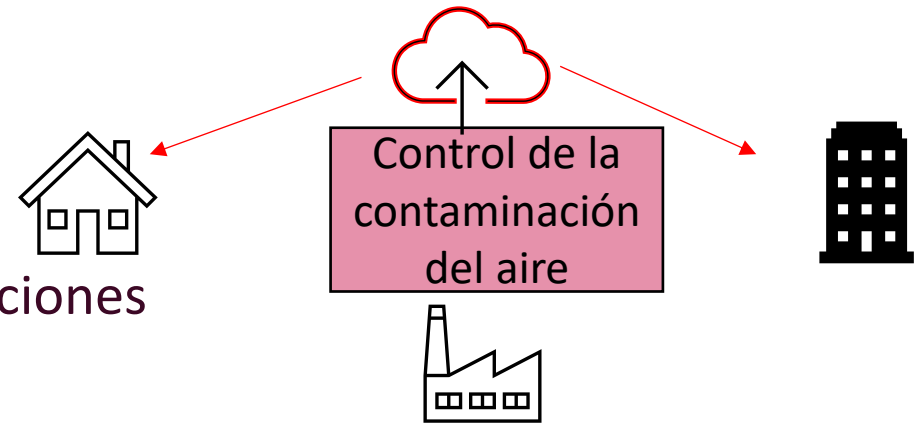 Control de la
contaminación
del aire
ciones